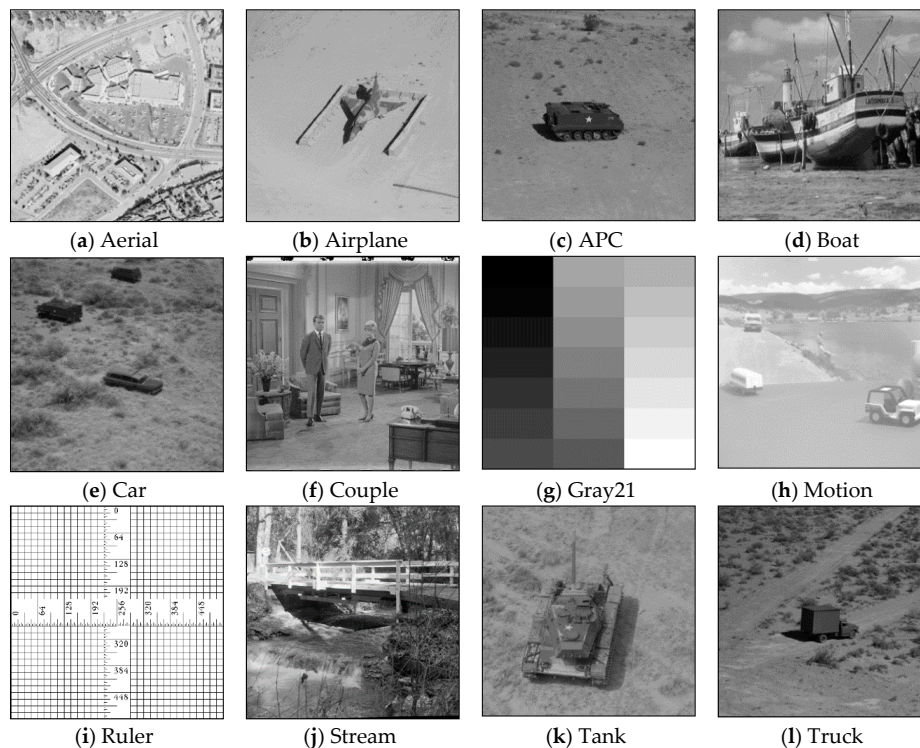 (a) Aerial
(b) Airplane
(c) APC
(d) Boat
(e) Car
(f) Couple
(g) Gray21
(h) Motion
0
64
128
192
0 64 128 192 256 320 384 448
320
384
448
(i) Ruler
(j) Stream
(k) Tank
(l) Truck